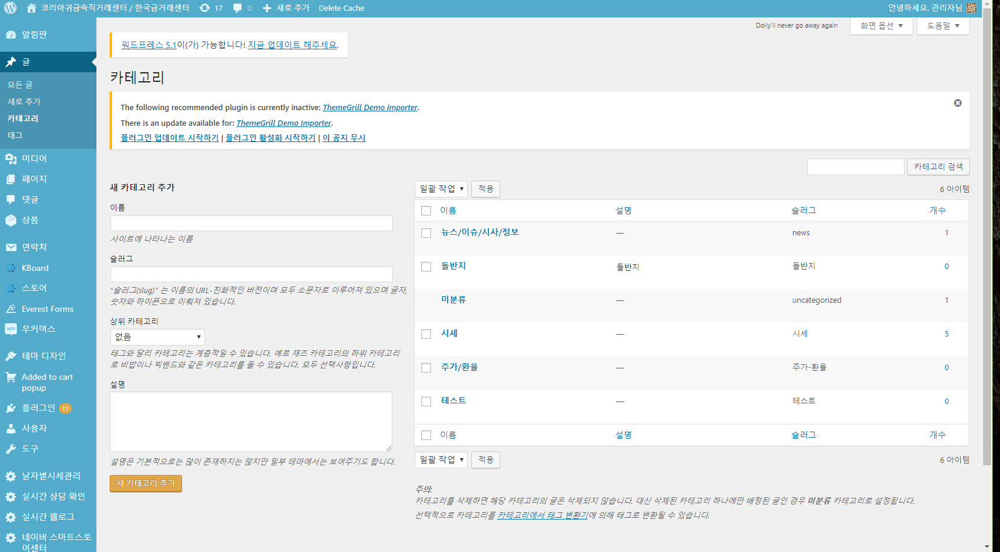 코리아귀금속직거래센터 / 한국금거래센터
17
0
새로 추가
Delete Cache
안녕하세요, 관리자님
알림판
글
모든 글
새로 추가
카테고리
태그
미디어
페이지
댓글
상품
연락처
KBoard
스토어
Everest Forms
WOO
우커머스
테마 디자인
Added to cart
popup
플러그인
11
사용자
도구
날자별시세관리
실시간 상담 확인
실시간 웰로그
네이버 스마트스토
어센터
Dolly'll never go away again
화면 옵션
도움말
워드프레스 5.1이(가) 가능합니다! 지금 업데이트 해주세요.
카테고리
The following recommended plugin is currently inactive: ThemeGrill Demo Importer.
There is an update available for: ThemeGrill Demo Importer.
플러그인 업데이트 시작하기 | 플러그인 활성화 시작하기 | 이 공지 무시
카테고리 검색
새 카테고리 추가
이름
사이트에 나타나는 이름
슬러그
“슬러그(slug)” 는 이름의 URL-친화적인 버전이며 모두 소문자로 이루어져 있으며 글자,
숫자와 하이픈으로 이뤄져 있습니다.
상위 카테고리
없음
태그와 달리 카테고리는 계층적일 수 있습니다. 예로 재즈 카테고리의 하위 카테고리
로 비밥이나 빅밴드와 같은 카테고리를 둘 수 있습니다. 모두 선택사항입니다.
설명
설명은 기본적으로는 많이 존재하지는 않지만 일부 테마에서는 보여주기도 합니다.
새 카테고리 추가
일괄 작업
적용
6 아이템
이름 설명 슬러그 개수
뉴스/이슈/시사/정보 — news 1
돌반지 돌반지 돌반지 0
미분류 — uncategorized 1
시세 — 시세 5
주가/환율 — 주가-환율 0
테스트 — 테스트 0
이름 설명 슬러그 개수
일괄 작업
적용
6 아이템
주의:
카테고리를 삭제하면 해당 카테고리의 글은 삭제되지 않습니다. 대신 삭제된 카테고리 하나에만 배정된 글인 경우 미분류 카테고리로 설정됩니다.
선택적으로 카테고리를 카테고리에서 태그 변환기에 의해 태그로 변환될 수 있습니다.